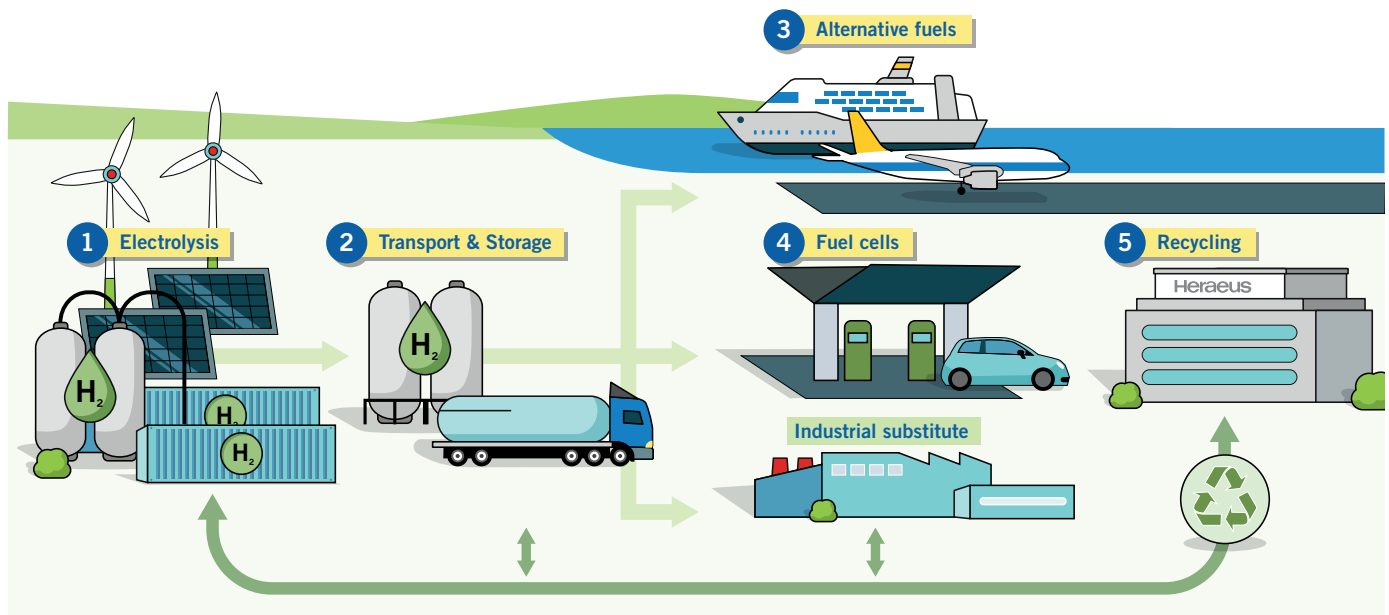 3 Alternative fuels
1 Electrolysis
2 Transport & Storage
4 Fuel cells
5 Recycling
Heraeus
H2
H2
H2
H2
Industrial substitute